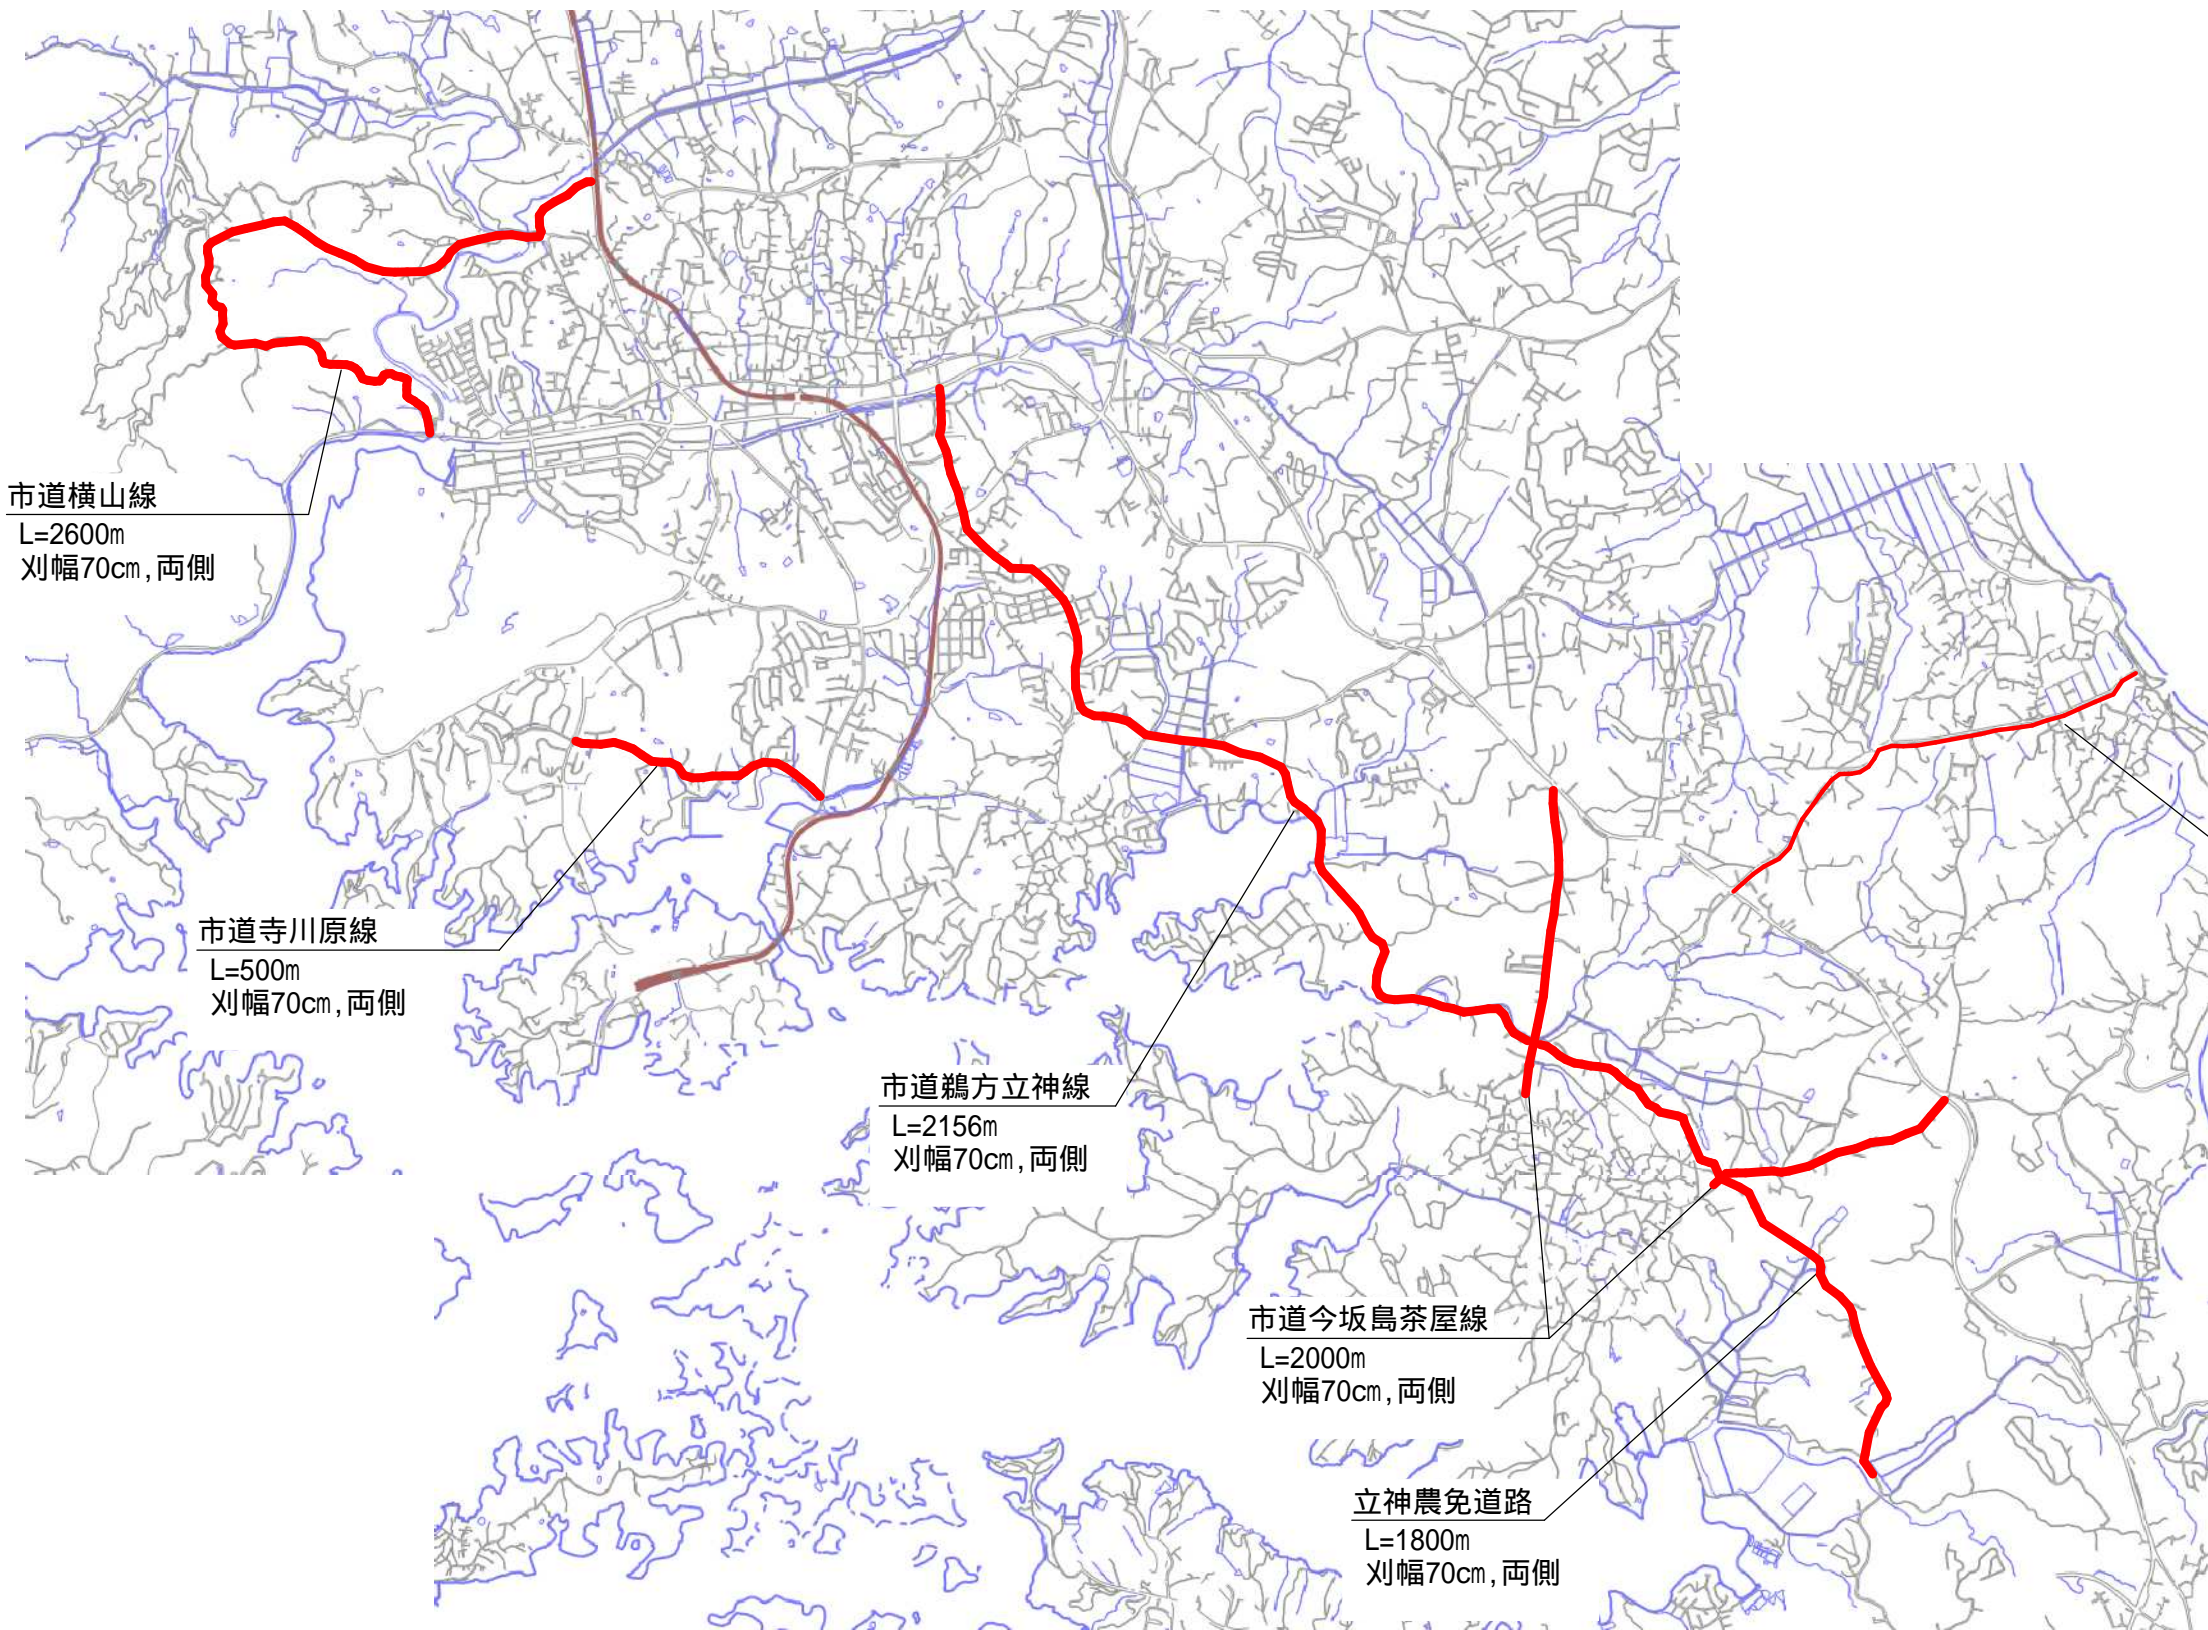 市道横山線
L=2600m
刈幅70cm,両側
市道寺川原線
L=500m
刈幅70cm,両側
市道鵜方立神線
L=2156m
刈幅70cm,両側
市道今坂島茶屋線
L=2000m
刈幅70cm,両側
立神農免道路
L=1800m
刈幅70cm,両側